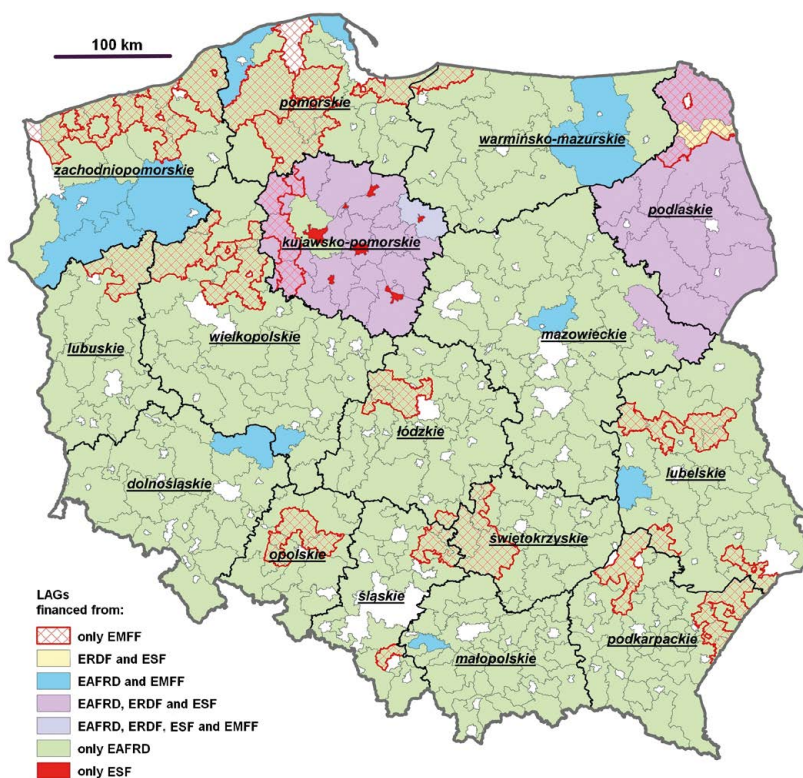 100 km
pomorskie
warmińsko-mazurskie
zachodniopomorskie
podlaskie
kujawsko-pomorskie
mazowieckie
wielkopolskie
lubuskie
łódzkie
lubelskie
dolnośląskie
świętokrzyskie
opolskie
śląskie
podkarpackie
małopolskie
LAGs
financed from:
only EMFF
ERDF and ESF
EAFRD and EMFF
EAFRD, ERDF and ESF
EAFRD, ERDF, ESF and EMFF
only EAFRD
only ESF